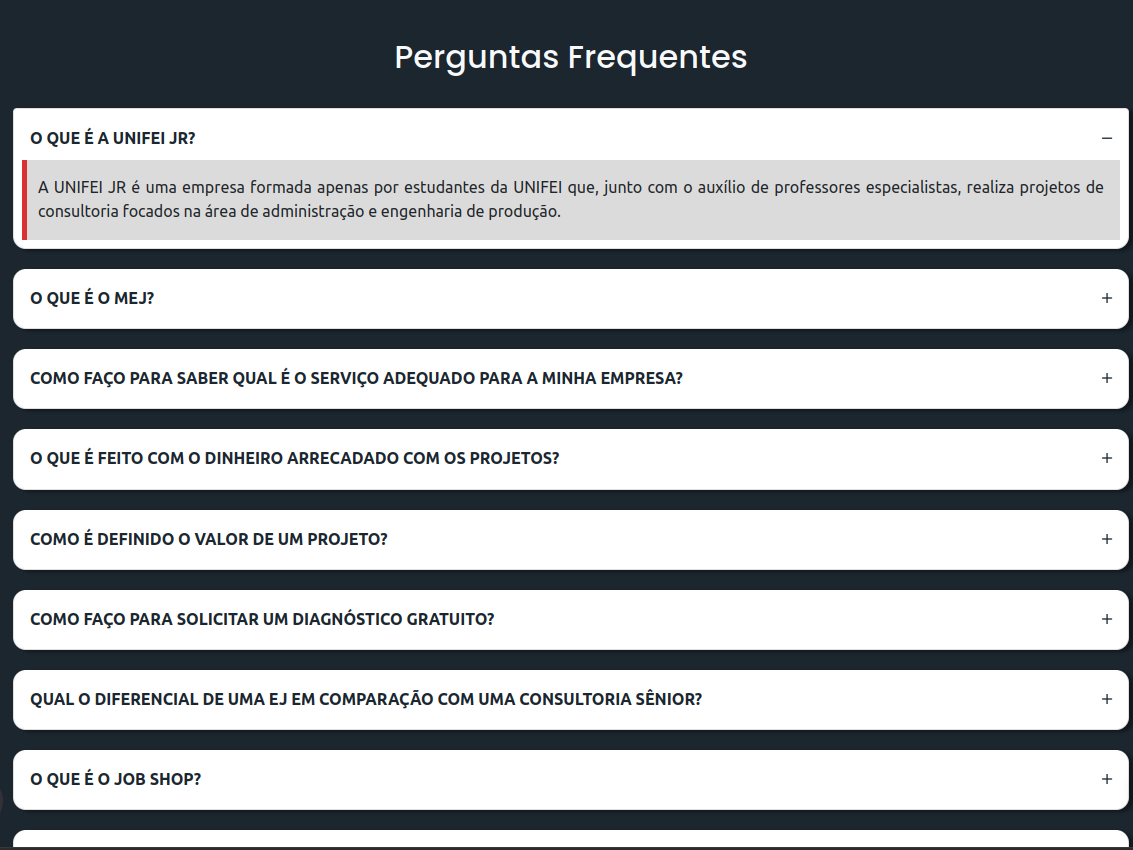 Perguntas Frequentes
O QUE É A UNIFEI JR?
A UNIFEI JR é uma empresa formada apenas por estudantes da UNIFEI que, junto com o auxílio de professores especialistas, realiza projetos de
consultoria focados na área de administração e engenharia de produção.
O QUE É O MEJ?
COMO FAÇO PARA SABER QUAL É O SERVIÇO ADEQUADO PARA A MINHA EMPRESA?
O QUE É FEITO COM O DINHEIRO ARRECADADO COM OS PROJETOS?
COMO É DEFINIDO O VALOR DE UM PROJETO?
COMO FAÇO PARA SOLICITAR UM DIAGNÓSTICO GRATUITO?
QUAL O DIFERENCIAL DE UMA EJ EM COMPARAÇÃO COM UMA CONSULTORIA SÊNIOR?
O QUE É O JOB SHOP?